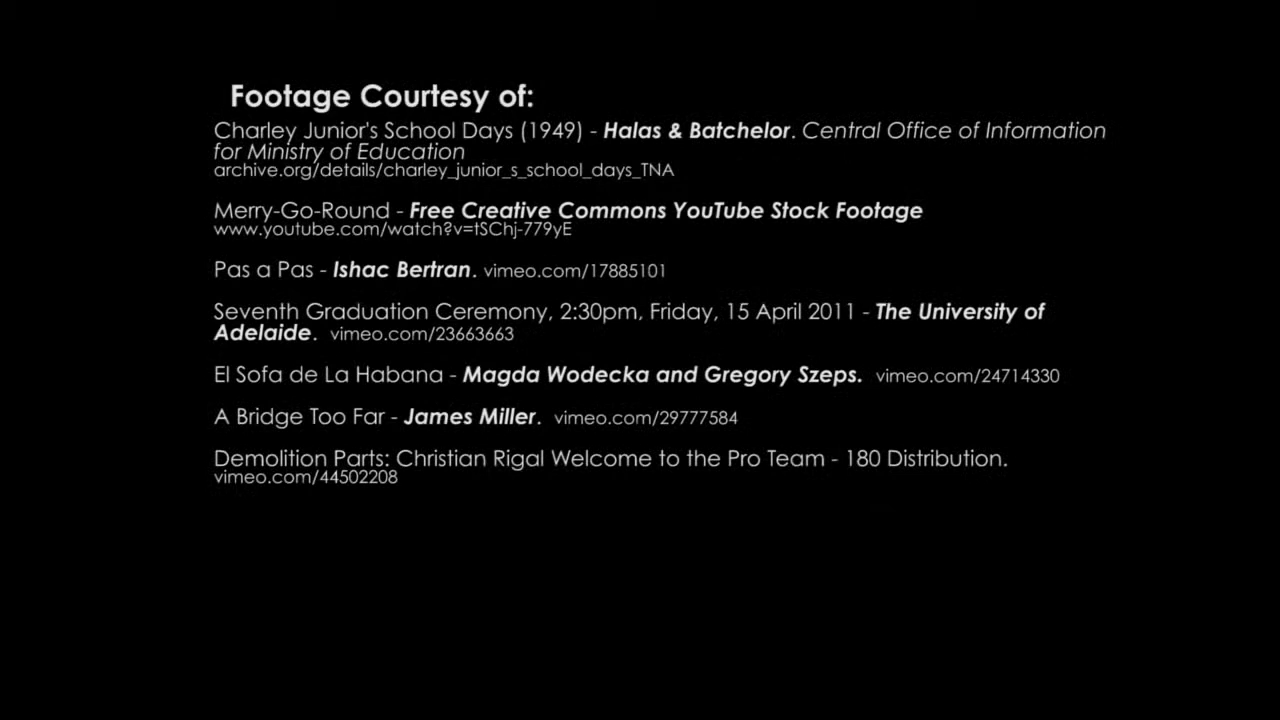 Footage Courtesy of:
Charley Junior's School Days (1949) - Halas & Batchelor. Central Office of Information
for Ministry of Education
archive.org/details/charley_junior_s_school_days_TNA
Merry-Go-Round - Free Creative Commons YouTube Stock Footage
www.youtube.com/watch?v=tSChj-779yE
Pas a Pas - Ishac Bertran. vimeo.com/17885101
Seventh Graduation Ceremony, 2:30pm, Friday, 15 April 2011 - The University of
Adelaide. vimeo.com/23663663
El Sofa de La Habana - Magda Wodecka and Gregory Szeps. vimeo.com/24714330
A Bridge Too Far - James Miller. vimeo.com/29777584
Demolition Parts: Christian Rigal Welcome to the Pro Team - 180 Distribution.
vimeo.com/44502208